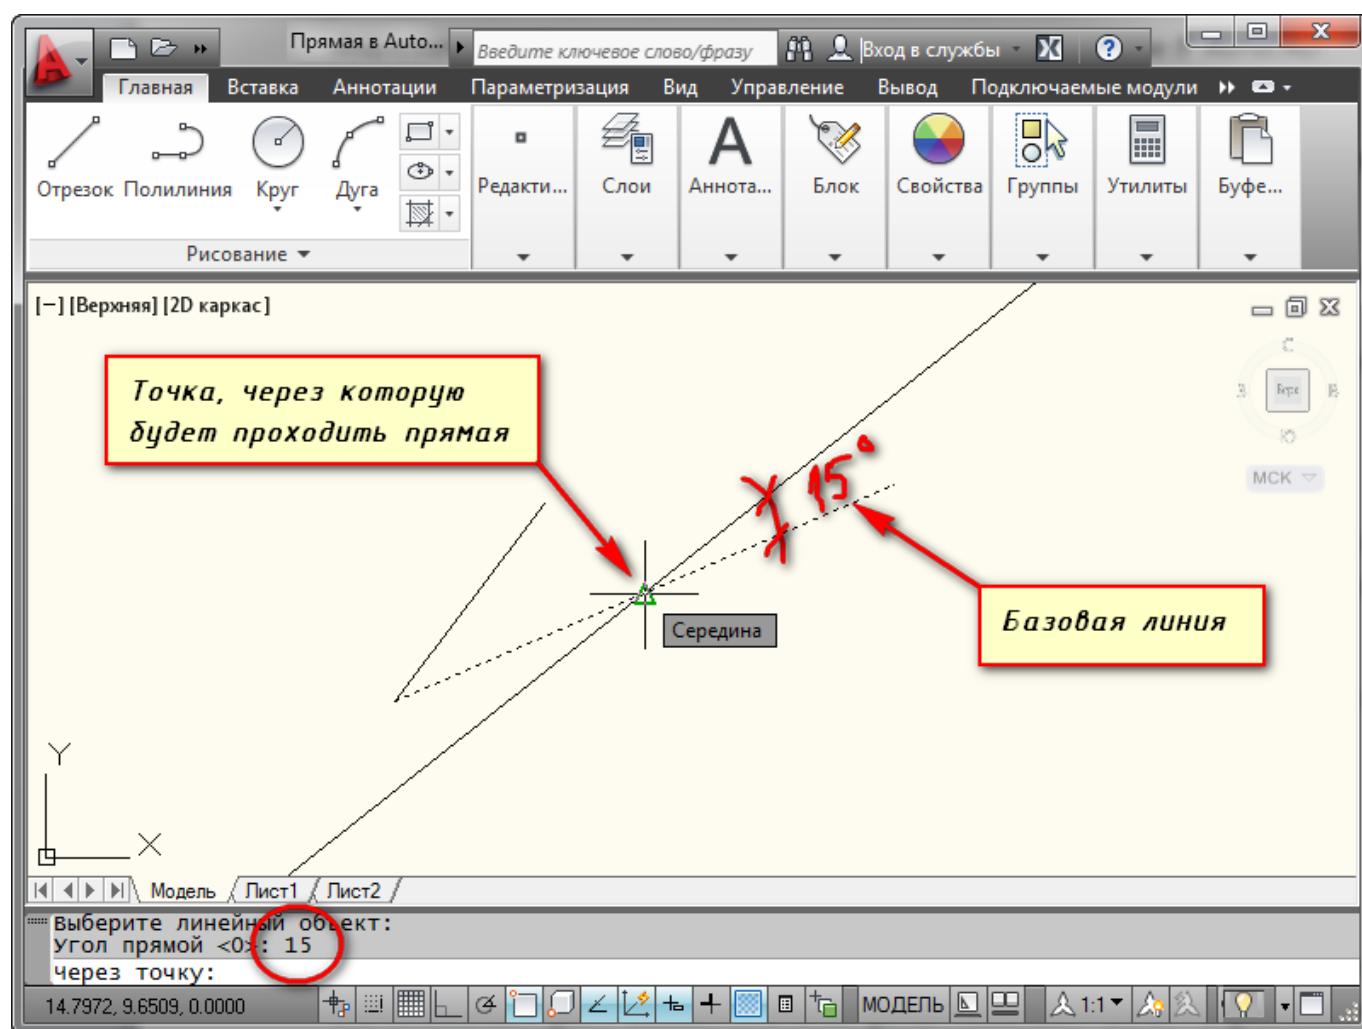 Прямая в Auto...
Введите ключевое слово/фразу
Вход в службы
Главная
Вставка
Аннотации
Параметризация
Вид
Управление
Вывод
Подключаемые модули
Отрезок
Полилиния
Круг
Дуга
Редакти...
Слои
Аннота...
Блок
Свойства
Группы
Утилиты
Буфе...
Рисование
[−] [Верхняя] [2D каркас]
Точка, через которую
будет проходить прямая
С
В
Верх
Ю
МСК
15°
Базовая линия
Середина
Y
X
Модель
Лист1
Лист2
Выберите линейный объект:
Угол прямой <0>: 15
Через точку:
14.7972, 9.6509, 0.0000
МОДЕЛЬ
1:1